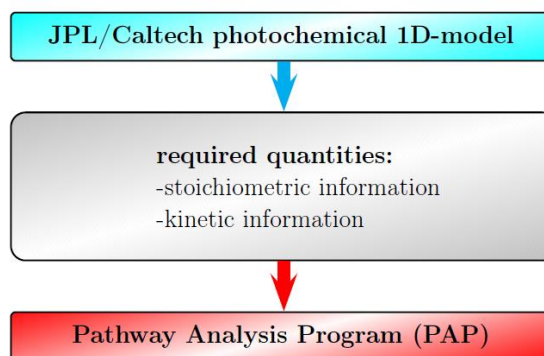 JPL/Caltech photochemical 1D-model
required quantities:
-stoichiometric information
-kinetic information
Pathway Analysis Program (PAP)